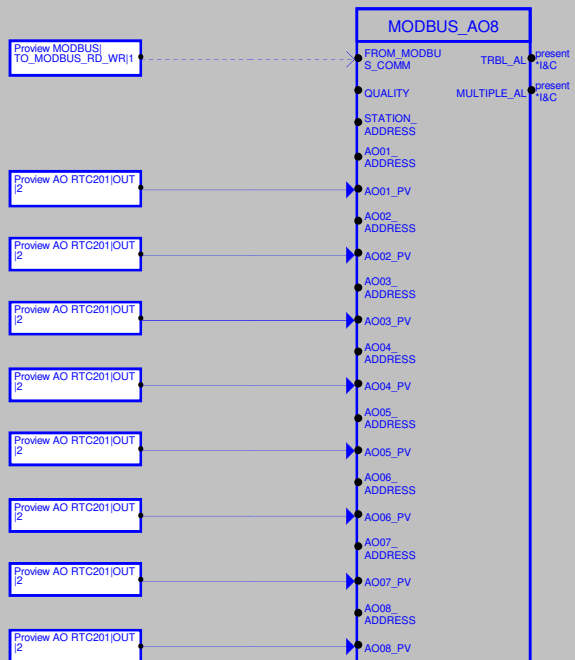 MODBUS_AO8
Proview MODBUS|
TO_MODBUS_RD_WR|1
FROM_MODBU
S_COMM
TRBL_AL
present
*I&C
QUALITY
MULTIPLE_AL
present
*I&C
STATION_
ADDRESS
AO01_
ADDRESS
Proview AO RTC201|OUT
|2
AO01_PV
AO02_
ADDRESS
Proview AO RTC201|OUT
|2
AO02_PV
AO03_
ADDRESS
Proview AO RTC201|OUT
|2
AO03_PV
AO04_
ADDRESS
Proview AO RTC201|OUT
|2
AO04_PV
AO05_
ADDRESS
Proview AO RTC201|OUT
|2
AO05_PV
AO06_
ADDRESS
Proview AO RTC201|OUT
|2
AO06_PV
AO07_
ADDRESS
Proview AO RTC201|OUT
|2
AO07_PV
AO08_
ADDRESS
Proview AO RTC201|OUT
|2
AO08_PV